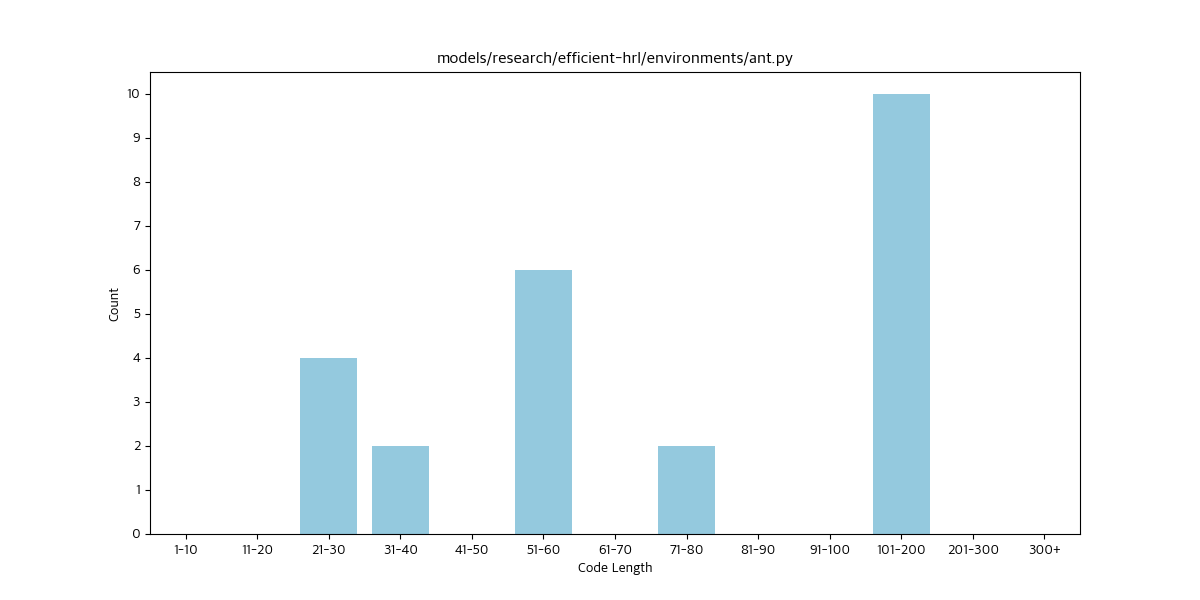 models/research/efficient-hrl/environments/ant.py
10
9
8
7
6
5
4
3
2
1
0
Count
1-10 11-20 21-30 31-40 41-50 51-60 61-70 71-80 81-90 91-100 101-200 201-300 300+
Code Length